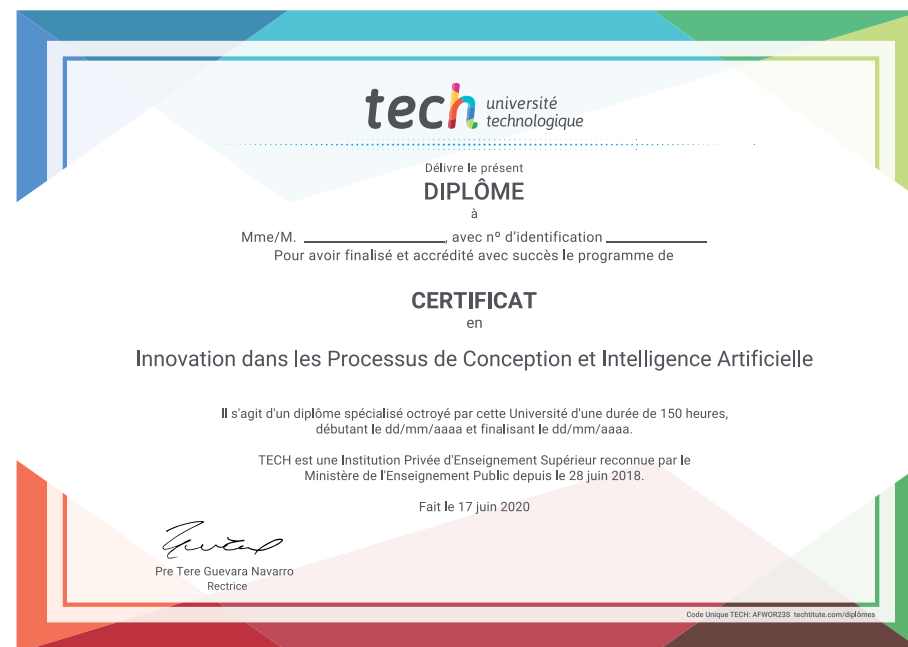 tech université
technologique
Délivre le présent
DIPLÔME
à
Mme/M. ____________________, avec nº d'identification ______________
Pour avoir finalisé et accrédité avec succès le programme de
CERTIFICAT
en
Innovation dans les Processus de Conception et Intelligence Artificielle
Il s'agit d'un diplôme spécialisé octroyé par cette Université d'une durée de 150 heures,
débutant le dd/mm/aaaa et finalisant le dd/mm/aaaa.
TECH est une Institution Privée d'Enseignement Supérieur reconnue par le
Ministère de l'Enseignement Public depuis le 28 juin 2018.
Fait le 17 juin 2020
Pre Tere Guevara Navarro
Rectrice
Code Unique TECH: AFWOR23S techtitute.com/diplômes